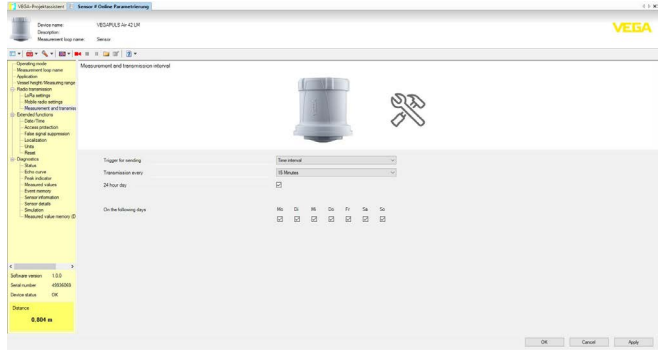 VEGA-Projektassistent
Sensor # Online Parametrierung
Device name: VEGAPULS Air 42 LM
Description:
Measurement loop name: Sensor
VEGA
Operating mode
Measurement loop name
Application
Vessel height/Measuring range
Radio transmission
LoRa settings
Mobile radio settings
Measurement and transmiss
Extended functions
Date/Time
Access protection
False signal suppression
Localization
Units
Reset
Diagnostics
Status
Echo curve
Peak indicator
Measured values
Event memory
Sensor information
Sensor details
Simulation
Measured value memory (D
Measurement and transmission interval
Trigger for sending Time interval
Transmission every 15 Minutes
24 hour day
On the following days Mo Di Mi Do Fr Sa So
Software version 1.0.0
Serial number
Device status OK
Distance
0,804 m
OK Cancel Apply